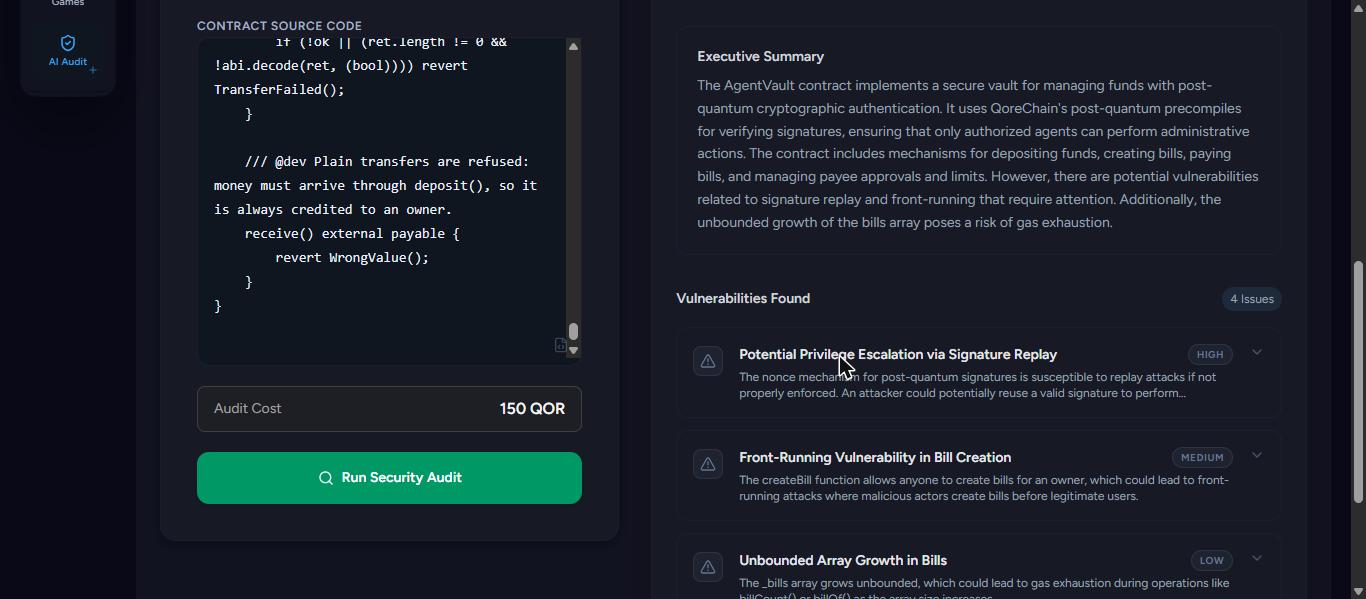 Games
AI Audit
CONTRACT SOURCE CODE
if (!ok || (ret.length != 0 &&
!abi.decode(ret, (bool)))) revert
TransferFailed();
}
/// @dev Plain transfers are refused:
money must arrive through deposit(), so it
is always credited to an owner.
receive() external payable {
revert WrongValue();
}
}
Audit Cost
150 QOR
Run Security Audit
Executive Summary
The AgentVault contract implements a secure vault for managing funds with post-
quantum cryptographic authentication. It uses QoreChain's post-quantum precompiles
for verifying signatures, ensuring that only authorized agents can perform administrative
actions. The contract includes mechanisms for depositing funds, creating bills, paying
bills, and managing payee approvals and limits. However, there are potential vulnerabilities
related to signature replay and front-running that require attention. Additionally, the
unbounded growth of the bills array poses a risk of gas exhaustion.
Vulnerabilities Found
4 Issues
Potential Privilege Escalation via Signature Replay
HIGH
The nonce mechanism for post-quantum signatures is susceptible to replay attacks if not
properly enforced. An attacker could potentially reuse a valid signature to perform...
Front-Running Vulnerability in Bill Creation
MEDIUM
The createBill function allows anyone to create bills for an owner, which could lead to front-
running attacks where malicious actors create bills before legitimate users.
Unbounded Array Growth in Bills
LOW
The _bills array grows unbounded, which could lead to gas exhaustion during operations like
billCount() or billOf() as the array size increases.